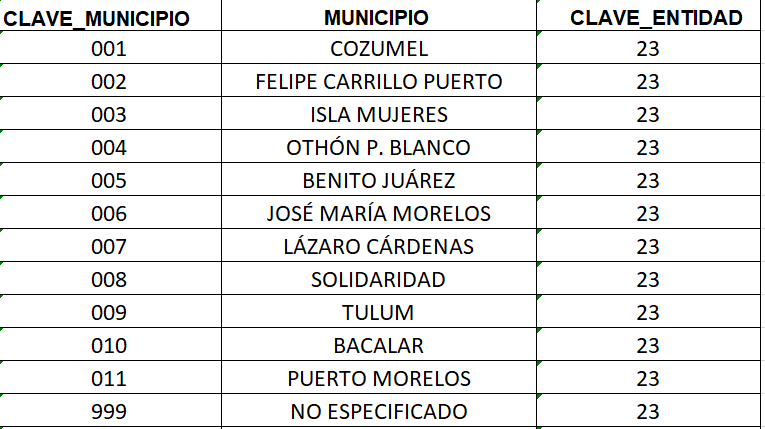 CLAVE_MUNICIPIO MUNICIPIO CLAVE_ENTIDAD
001 COZUMEL 23
002 FELIPE CARRILLO PUERTO 23
003 ISLA MUJERES 23
004 OTHÓN P. BLANCO 23
005 BENITO JUÁREZ 23
006 JOSÉ MARÍA MORELOS 23
007 LÁZARO CÁRDENAS 23
008 SOLIDARIDAD 23
009 TULUM 23
010 BACALAR 23
011 PUERTO MORELOS 23
999 NO ESPECIFICADO 23